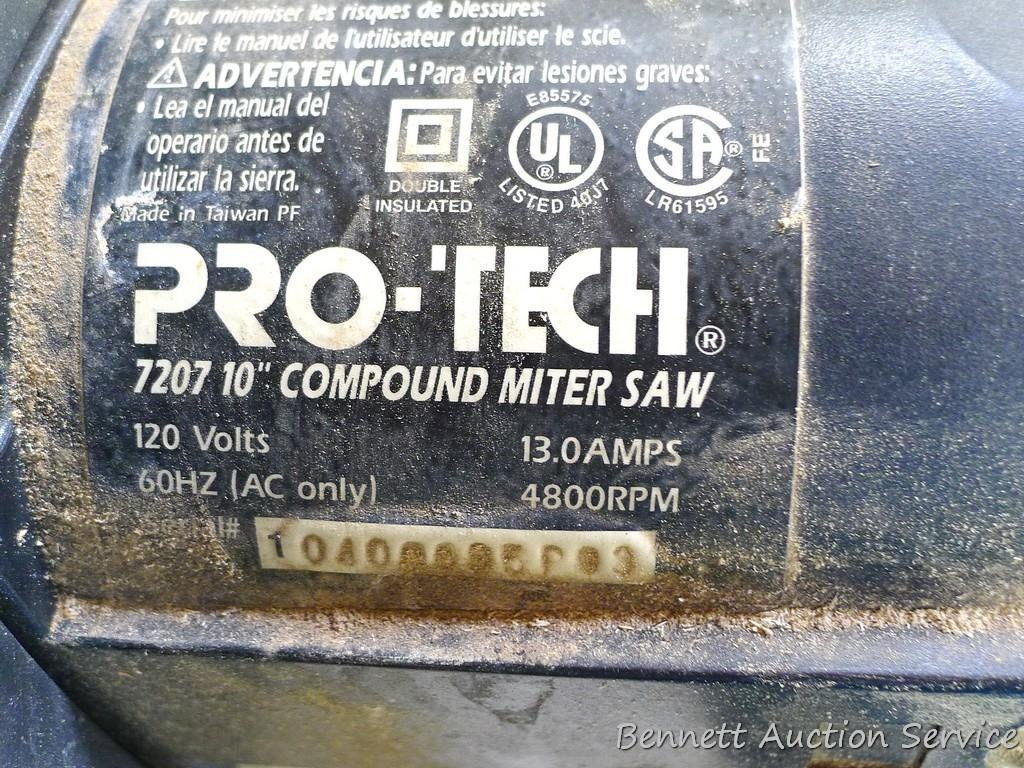 Pour minimiser les risques de blessures:
• Lire le manuel de l'utilisateur d'utiliser le scie.
⚠ ADVERTENCIA: Para evitar lesiones graves:
• Lea el manual del
operario antes de
utilizar la sierra.
DOUBLE
INSULATED
E85575
UL
®
LISTED 40J7
SA ®
LR61595
FE
Made in Taiwan PF
PRO-TECH®
7207 10" COMPOUND MITER SAW
120 Volts 13.0AMPS
60HZ (AC only) 4800RPM
Serial#
Bennett Auction Service